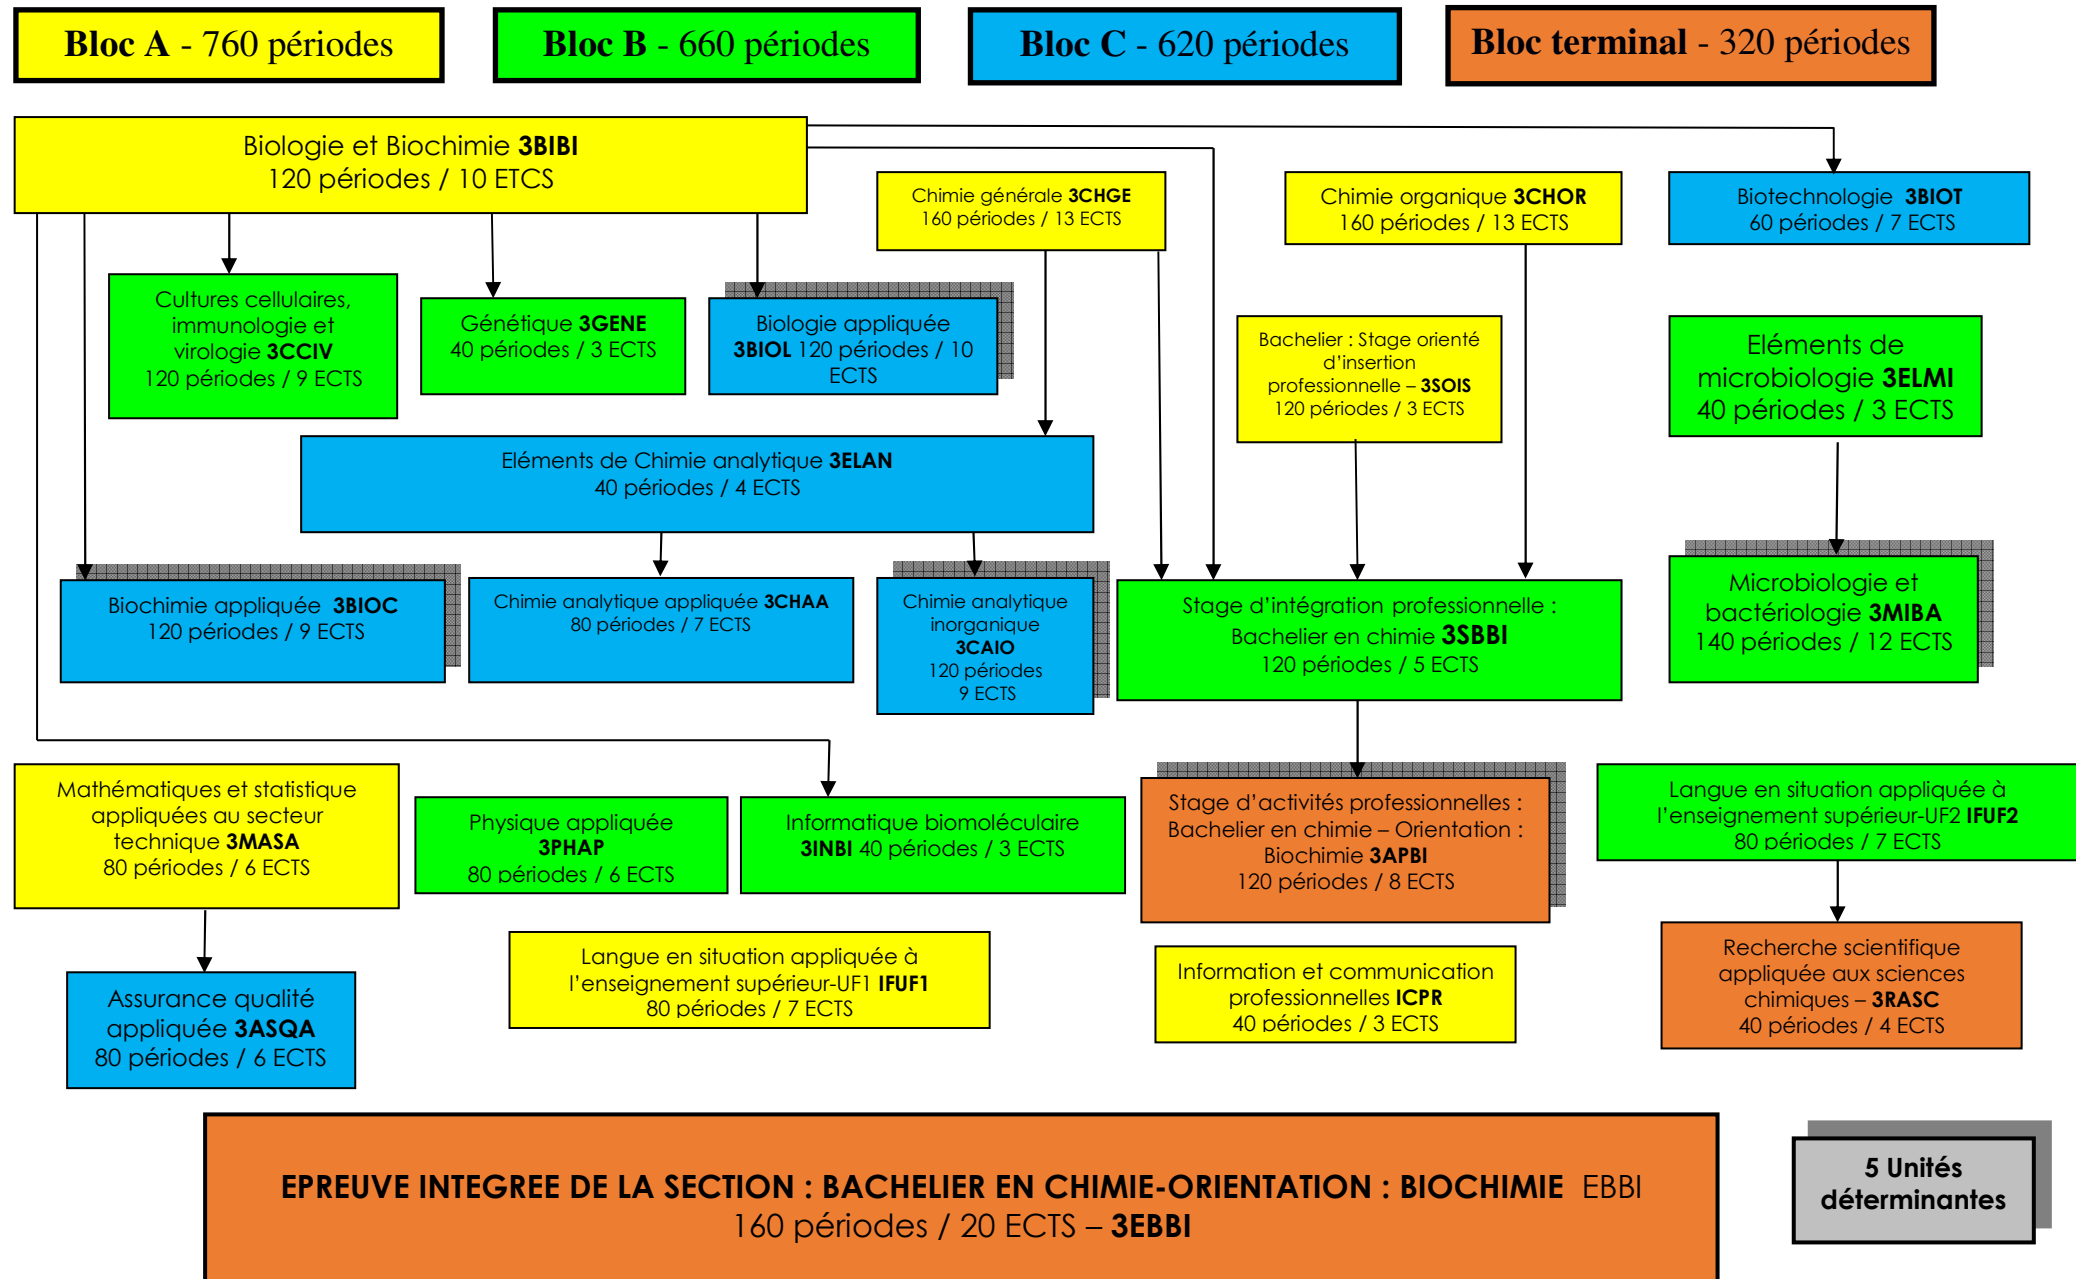 Bloc A - 760 périodes
Bloc B - 660 périodes
Bloc C - 620 périodes
Bloc terminal - 320 périodes
Biologie et Biochimie 3BIBI
120 périodes / 10 ETCS
Chimie générale 3CHGE
160 périodes / 13 ECTS
Chimie organique 3CHOR
160 périodes / 13 ECTS
Biotechnologie 3BIOT
60 périodes / 7 ECTS
Cultures cellulaires,
immunologie et
virologie 3CCIV
120 périodes / 9 ECTS
Génétique 3GENE
40 périodes / 3 ECTS
Biologie appliquée
3BIOL 120 périodes / 10
ECTS
Bachelier : Stage orienté
d’insertion
professionnelle – 3SOIS
120 périodes / 3 ECTS
Eléments de
microbiologie 3ELMI
40 périodes / 3 ECTS
Eléments de Chimie analytique 3ELAN
40 périodes / 4 ECTS
Biochimie appliquée 3BIOC
120 périodes / 9 ECTS
Chimie analytique appliquée 3CHAA
80 périodes / 7 ECTS
Chimie analytique
inorganique
3CAIO
120 périodes
9 ECTS
Stage d’intégration professionnelle :
Bachelier en chimie 3SBBI
120 périodes / 5 ECTS
Microbiologie et
bactériologie 3MIBA
140 périodes / 12 ECTS
Mathématiques et statistique
appliquées au secteur
technique 3MASA
80 périodes / 6 ECTS
Physique appliquée
3PHAP
80 périodes / 6 ECTS
Informatique biomoléculaire
3INBI 40 périodes / 3 ECTS
Stage d’activités professionnelles :
Bachelier en chimie – Orientation :
Biochimie 3APBI
120 périodes / 8 ECTS
Langue en situation appliquée à
l’enseignement supérieur-UF2 IFUF2
80 périodes / 7 ECTS
Assurance qualité
appliquée 3ASQA
80 périodes / 6 ECTS
Langue en situation appliquée à
l’enseignement supérieur-UF1 IFUF1
80 périodes / 7 ECTS
Information et communication
professionnelles ICPR
40 périodes / 3 ECTS
Recherche scientifique
appliquée aux sciences
chimiques – 3RASC
40 périodes / 4 ECTS
EPREUVE INTEGREE DE LA SECTION : BACHELIER EN CHIMIE-ORIENTATION : BIOCHIMIE EBBI
160 périodes / 20 ECTS – 3EBBI
5 Unités
déterminantes